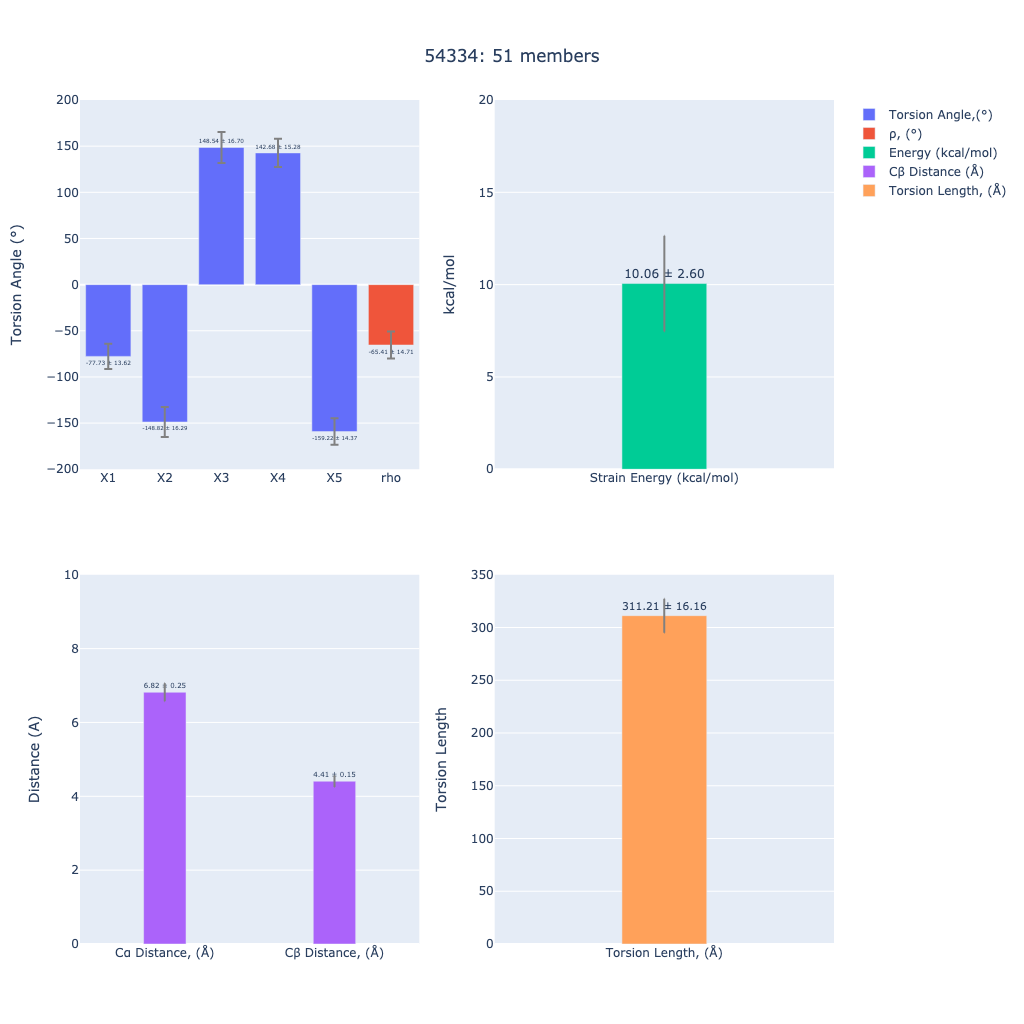 54334: 51 members
Torsion Angle (°)
200
150
100
50
0
−50
−100
−150
−200
-77.73 ± 13.62
-148.82 ± 16.29
148.54 ± 16.70
142.68 ± 15.28
-159.22 ± 14.37
-65.41 ± 14.71
X1 X2 X3 X4 X5 rho
kcal/mol
20
15
10
5
0
10.06 ± 2.60
Strain Energy (kcal/mol)
Torsion Angle,(°)
ρ, (°)
Energy (kcal/mol)
Cβ Distance (Å)
Torsion Length, (Å)
Distance (A)
10
8
6
4
2
0
6.82 ± 0.25
4.41 ± 0.15
Cα Distance, (Å) Cβ Distance, (Å)
Torsion Length
350
300
250
200
150
100
50
0
311.21 ± 16.16
Torsion Length, (Å)